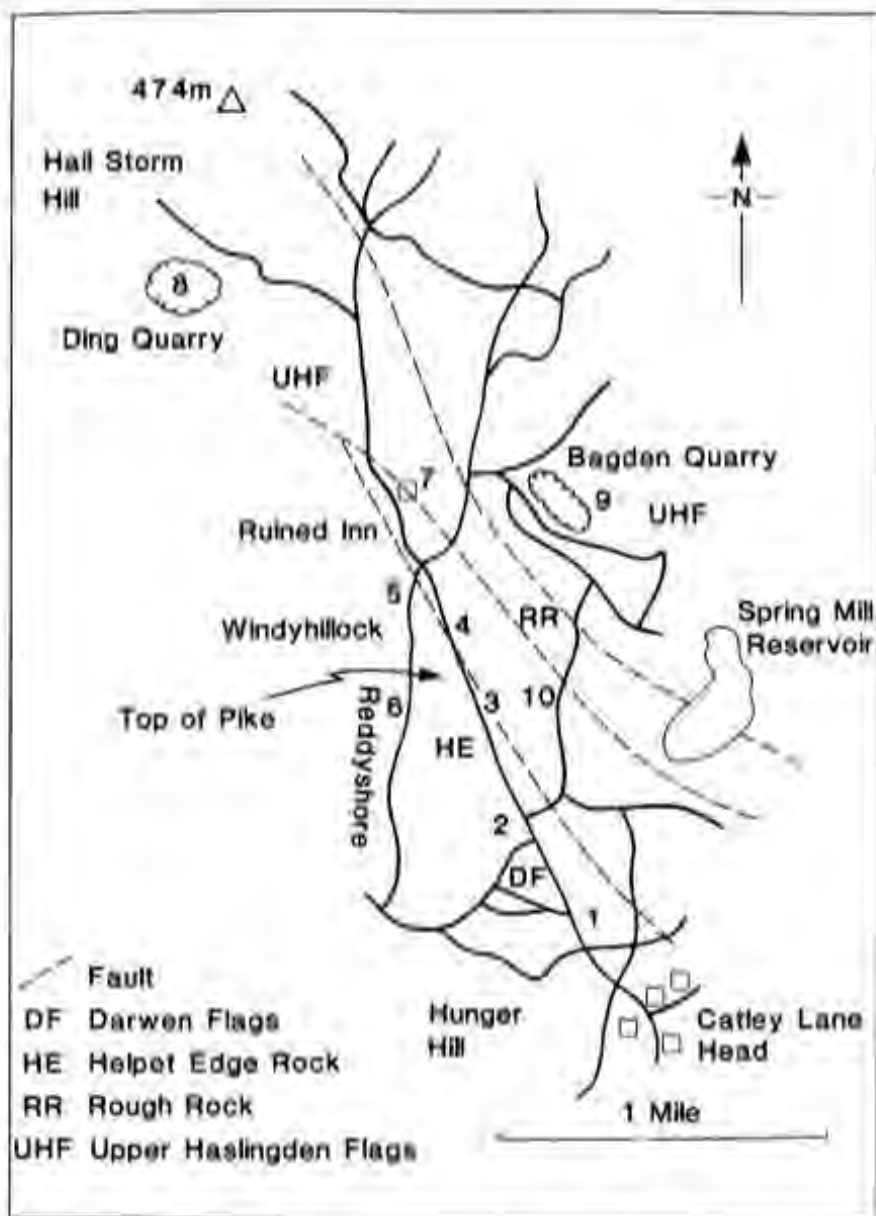 474m
Hail Storm
Hill
N
8
Ding Quarry
UHF
7
Bagden Quarry
9
UHF
Ruined Inn
5
Windyhillock
4
RR
Spring Mill
Reservoir
Top of Pike
6
3
10
Reddyshore
HE
2
DF
1
Fault
DF Darwen Flags
HE Helpet Edge Rock
RR Rough Rock
UHF Upper Haslingden Flags
Hunger
Hill
Catley Lane
Head
1 Mile